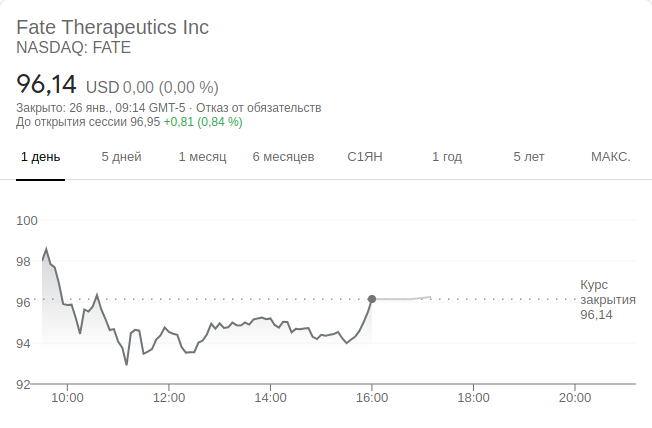 Fate Therapeutics Inc
NASDAQ: FATE
96,14 USD 0,00 (0,00 %)
Закрыто: 26 янв., 09:14 GMT-5 · Отказ от обязательств
До открытия сессии 96,95 +0,81 (0,84 %)
1 день 5 дней 1 месяц 6 месяцев С1ЯН 1 год 5 лет МАКС.
100
98
Курс
96 закрытия
96,14
94
92
10:00 12:00 14:00 16:00 18:00 20:00